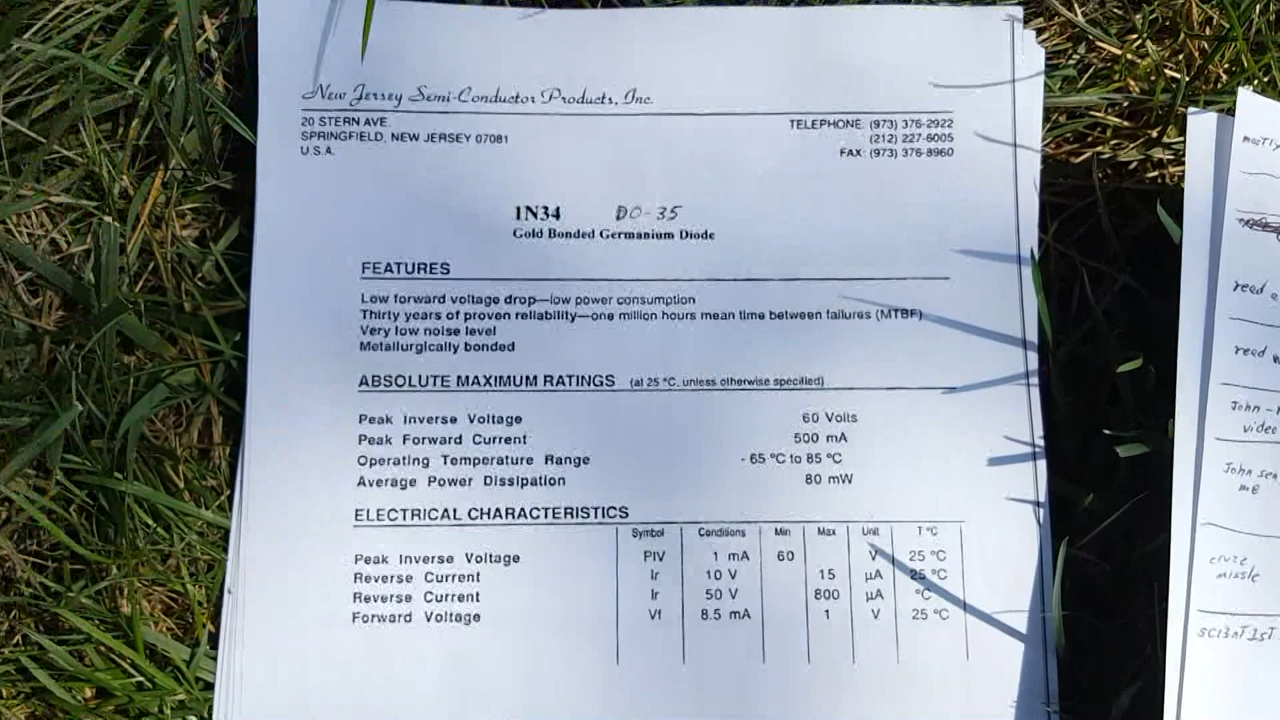 New Jersey Semi-Conductor Products, Inc.
20 STERN AVE.
SPRINGFIELD, NEW JERSEY 07081
U.S.A.
TELEPHONE: (973) 376-2922
(212) 227-6005
FAX: (973) 376-8960
1N34 DO-35
Gold Bonded Germanium Diode
FEATURES
Low forward voltage drop—low power consumption
Thirty years of proven reliability—one million hours mean time between failures (MTBF)
Very low noise level
Metallurgically bonded
ABSOLUTE MAXIMUM RATINGS (at 25 °C, unless otherwise specified)
Peak Inverse Voltage 60 Volts
Peak Forward Current 500 mA
Operating Temperature Range - 65 °C to 85 °C
Average Power Dissipation 80 mW
ELECTRICAL CHARACTERISTICS
Symbol Conditions Min Max Unit T °C
Peak Inverse Voltage PIV 1 mA 60 V 25 °C
Reverse Current Ir 10 V 15 µA 25 °C
Reverse Current Ir 50 V 800 µA °C
Forward Voltage Vf 8.5 mA 1 V 25 °C
mostly
read
read
John -
video
John sen
me
cruze
missle